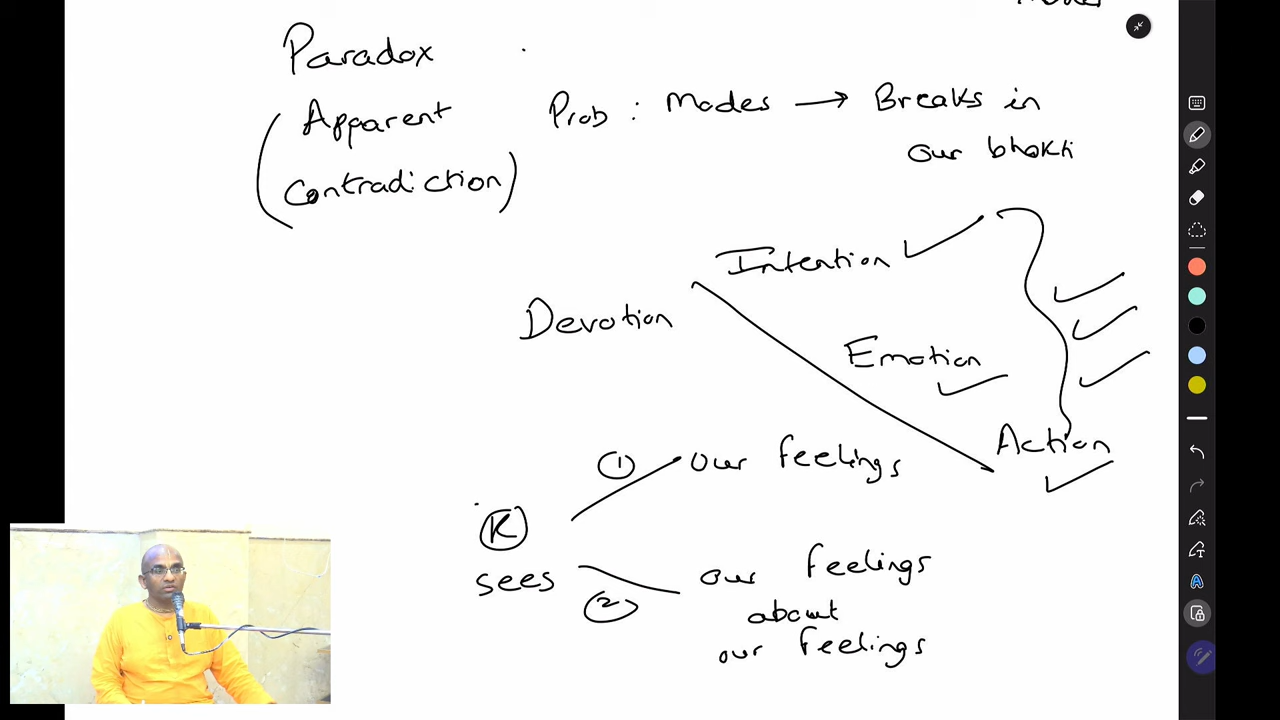 Paradox
(Apparent
Contradiction)
Prob : Modes → Breaks in
our bhakti
Intention ✓
Devotion
Emotion ✓
Action ✓
① our feelings
Ⓚ
sees
② our feelings
about
our feelings